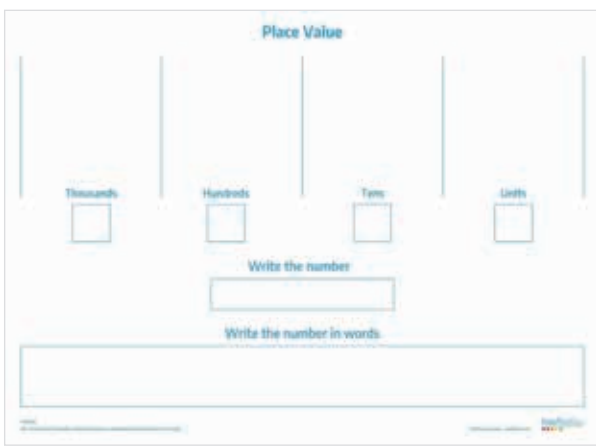 Place Value
Thousands Hundreds Tens Units
Write the number
Write the number in words